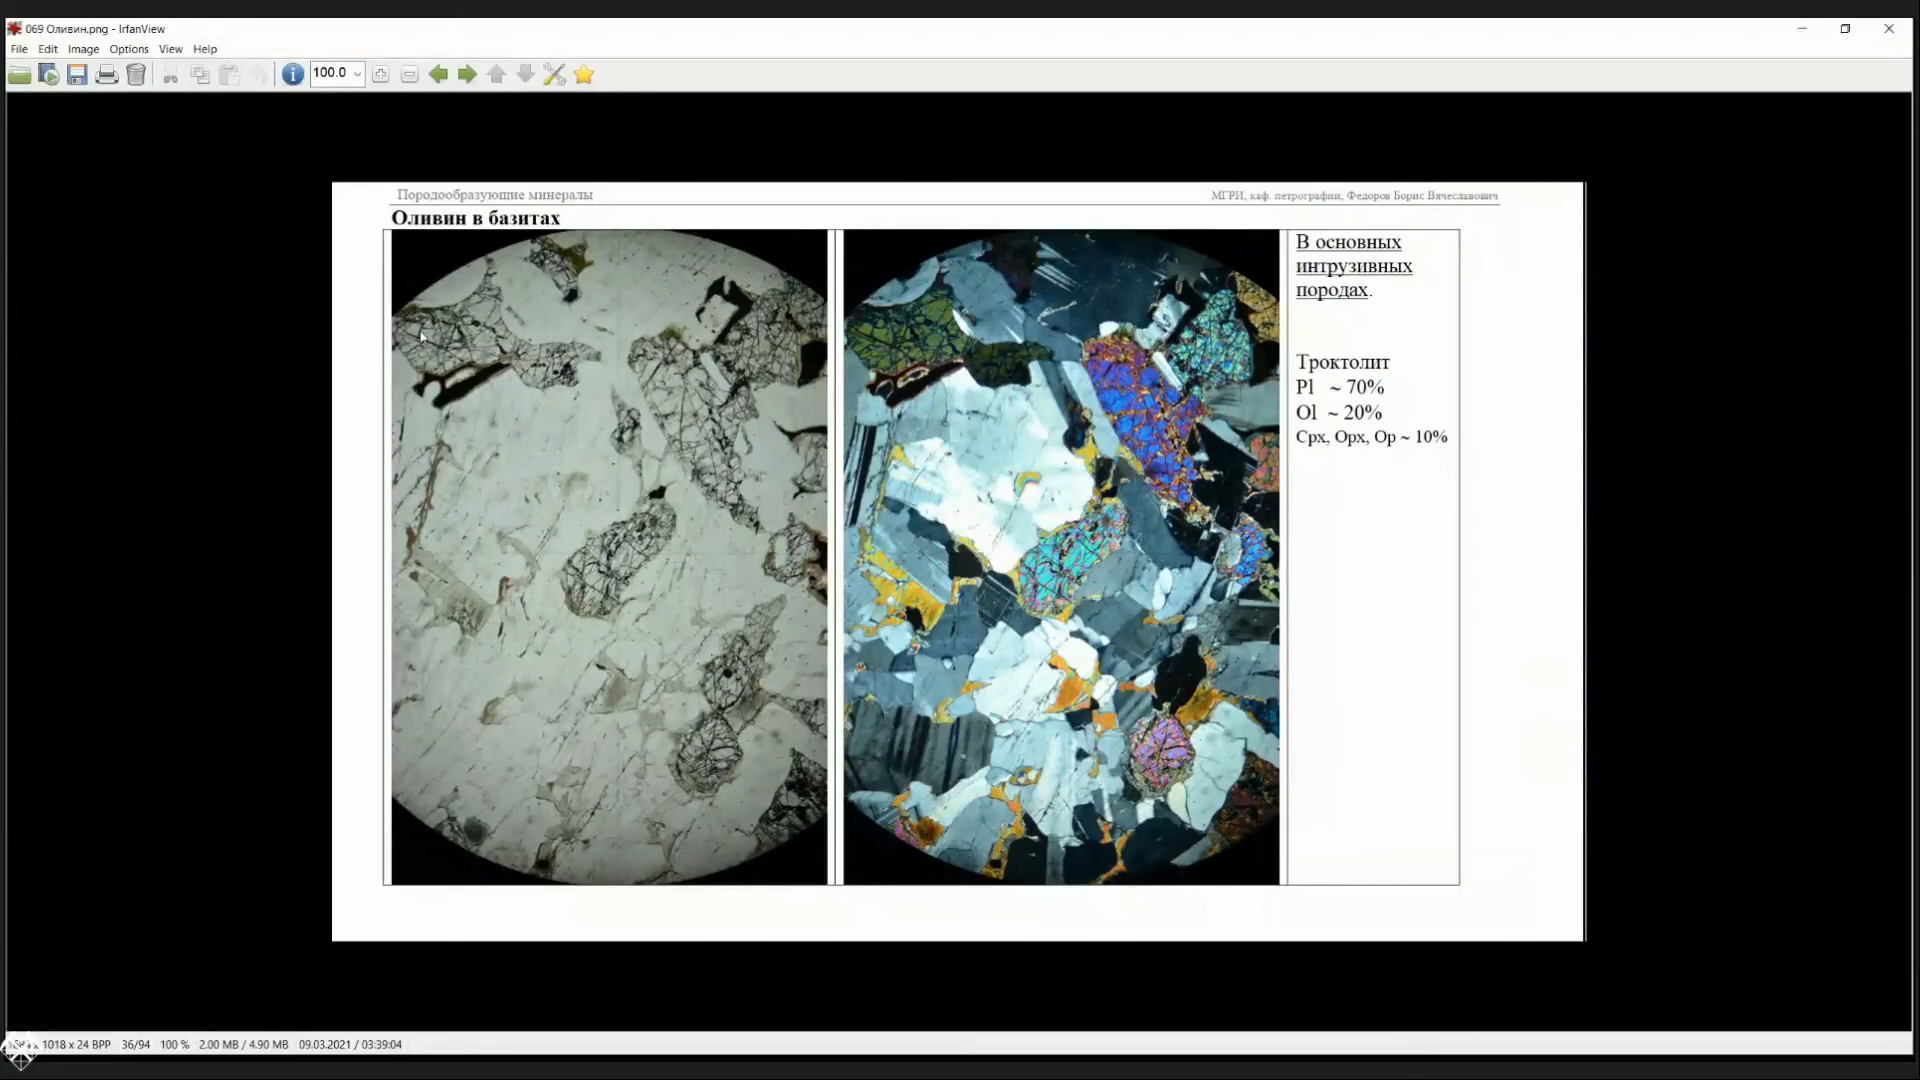 069 Оливин.png - IrfanView
File Edit Image Options View Help
100.0
Породообразующие минералы
МГРИ, каф. петрографии, Федоров Борис Вячеславович
Оливин в базитах
В основных
интрузивных
породах.
Троктолит
Pl ~ 70%
Ol ~ 20%
Cpx, Opx, Op ~ 10%
x 1018 x 24 BPP 36/94 100 % 2.00 MB / 4.90 MB 09.03.2021 / 03:39:04